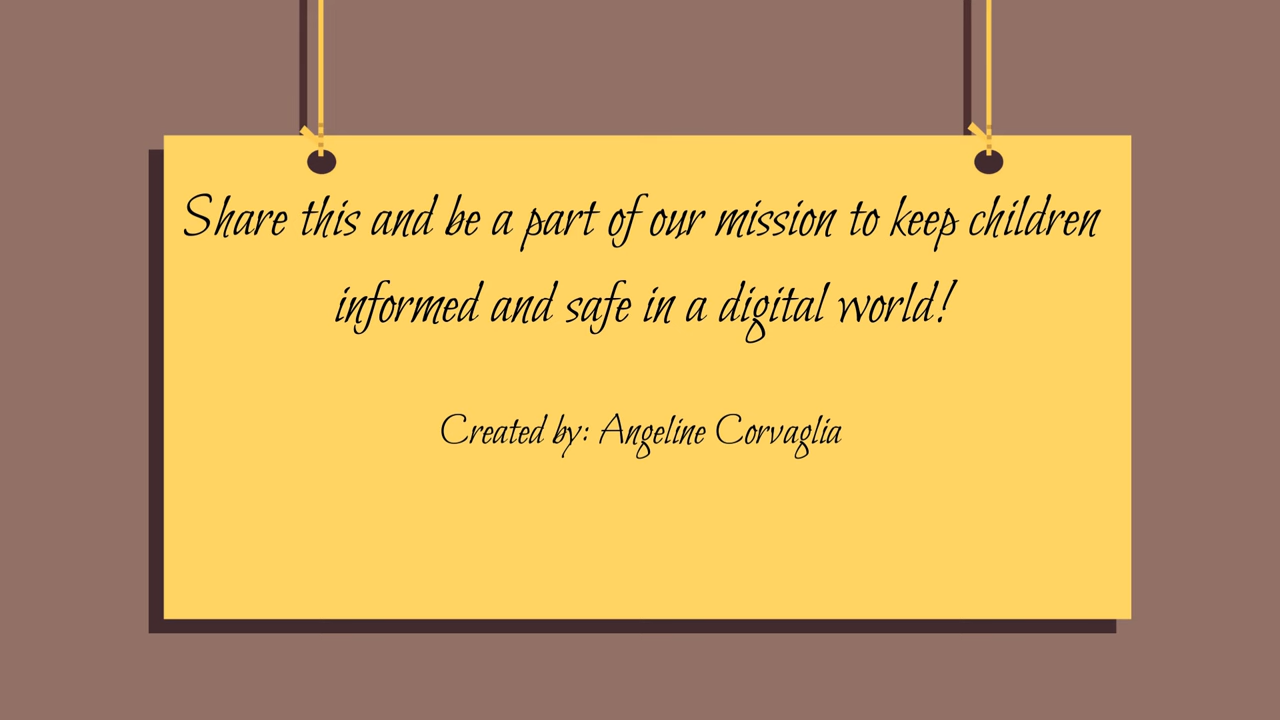 Share this and be a part of our mission to keep children
informed and safe in a digital world!
Created by: Angeline Corvaglia